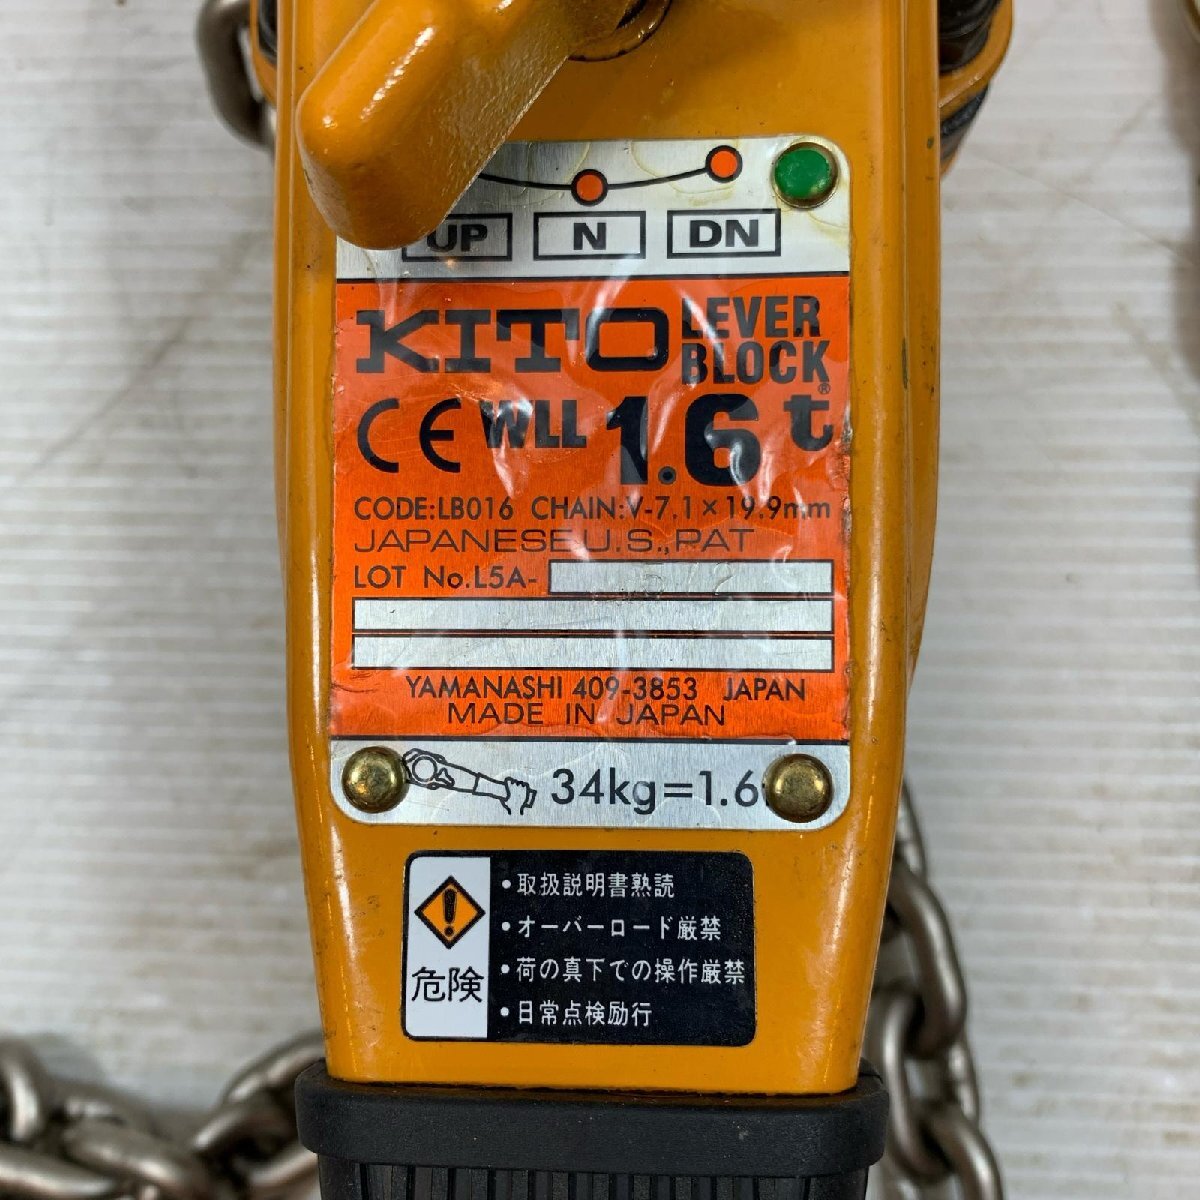 UP N DN
KITO LEVER BLOCK®
CE WLL 1.6t
CODE:LB016 CHAIN:V-7.1×19.9mm
JAPANESE.U.S.,PAT
LOT No.L5A-
YAMANASHI 409-3853 JAPAN
MADE IN JAPAN
34kg=1.6
危険
・取扱説明書熟読
・オーバーロード厳禁
・荷の真下での操作厳禁
・日常点検励行